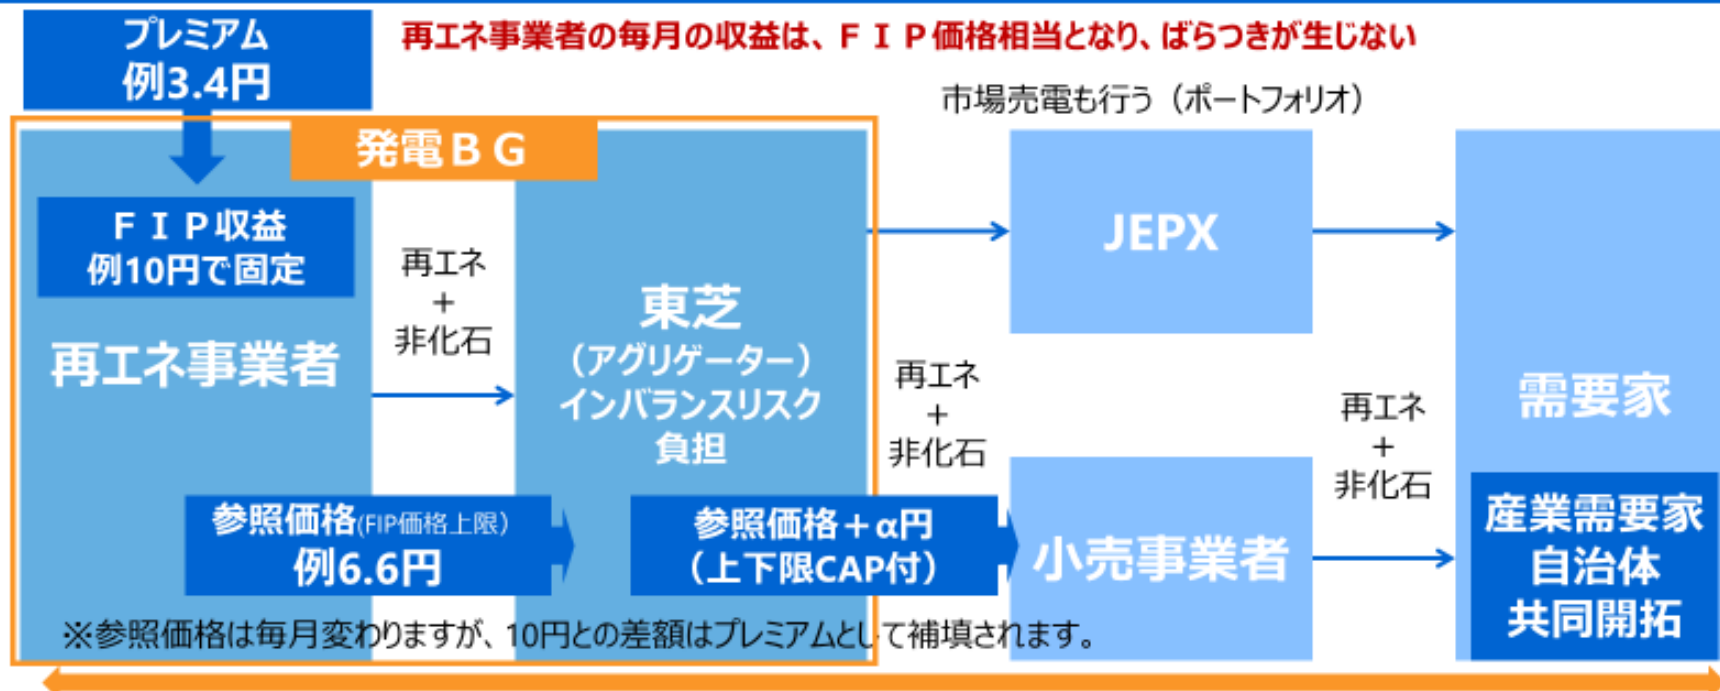 プレミアム
例3.4円
再エネ事業者の毎月の収益は、ＦＩＰ価格相当となり、ばらつきが生じない
市場売電も行う（ポートフォリオ）
発電ＢＧ
ＦＩＰ収益
例10円で固定
再エネ事業者
再エネ
+
非化石
東芝
（アグリゲーター）
インバランスリスク
負担
JEPX
再エネ
+
非化石
再エネ
+
非化石
需要家
参照価格(FIP価格上限)
例6.6円
参照価格＋α円
（上下限CAP付）
小売事業者
産業需要家
自治体
共同開拓
※参照価格は毎月変わりますが、10円との差額はプレミアムとして補填されます。